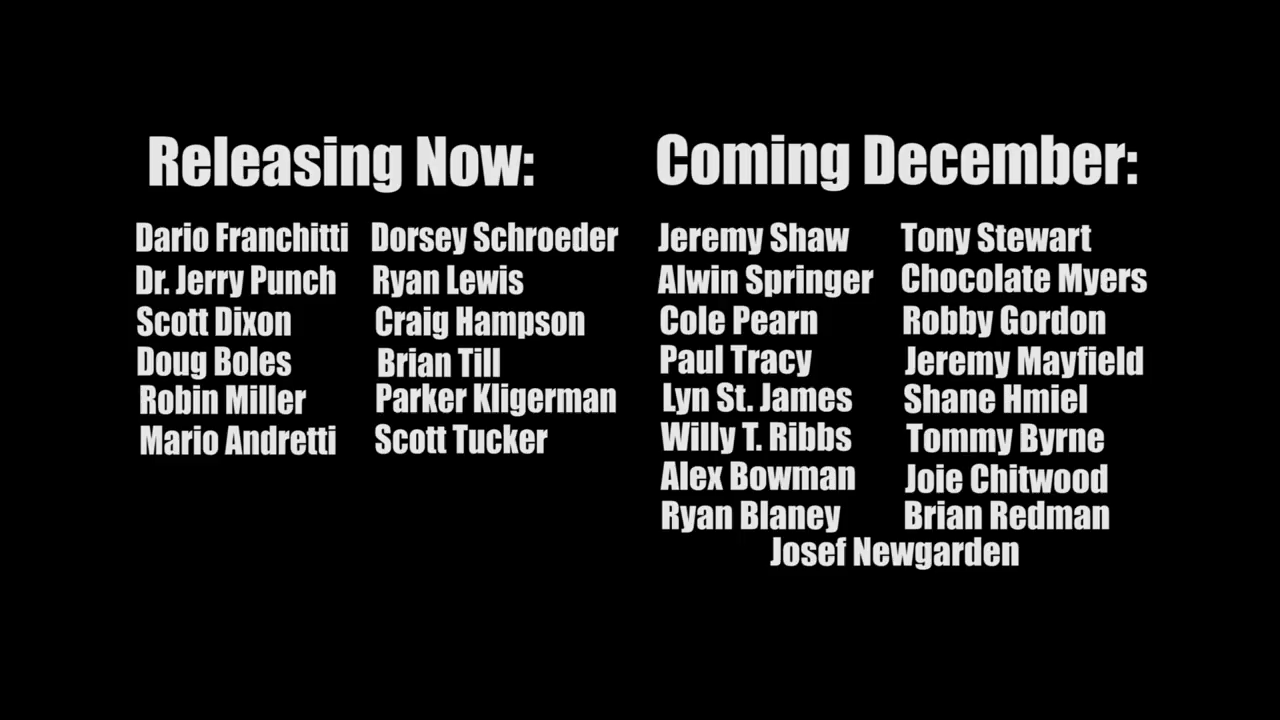 Releasing Now:
Dario Franchitti
Dr. Jerry Punch
Scott Dixon
Doug Boles
Robin Miller
Mario Andretti
Dorsey Schroeder
Ryan Lewis
Craig Hampson
Brian Till
Parker Kligerman
Scott Tucker
Coming December:
Jeremy Shaw
Alwin Springer
Cole Pearn
Paul Tracy
Lyn St. James
Willy T. Ribbs
Alex Bowman
Ryan Blaney
Tony Stewart
Chocolate Myers
Robby Gordon
Jeremy Mayfield
Shane Hmiel
Tommy Byrne
Joie Chitwood
Brian Redman
Josef Newgarden